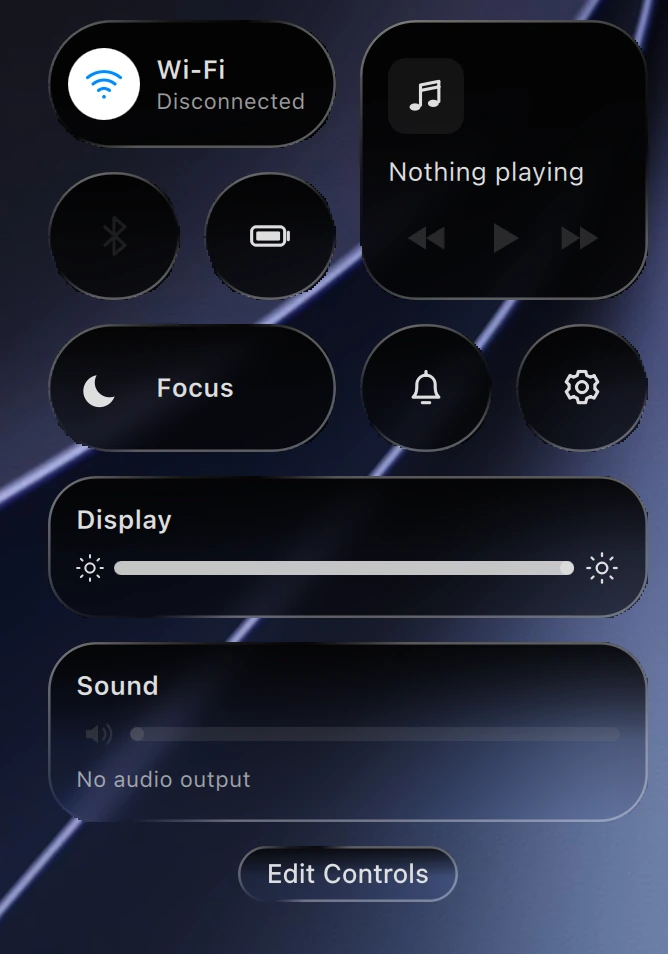 Wi-Fi
Disconnected
Nothing playing
Focus
Display
Sound
No audio output
Edit Controls